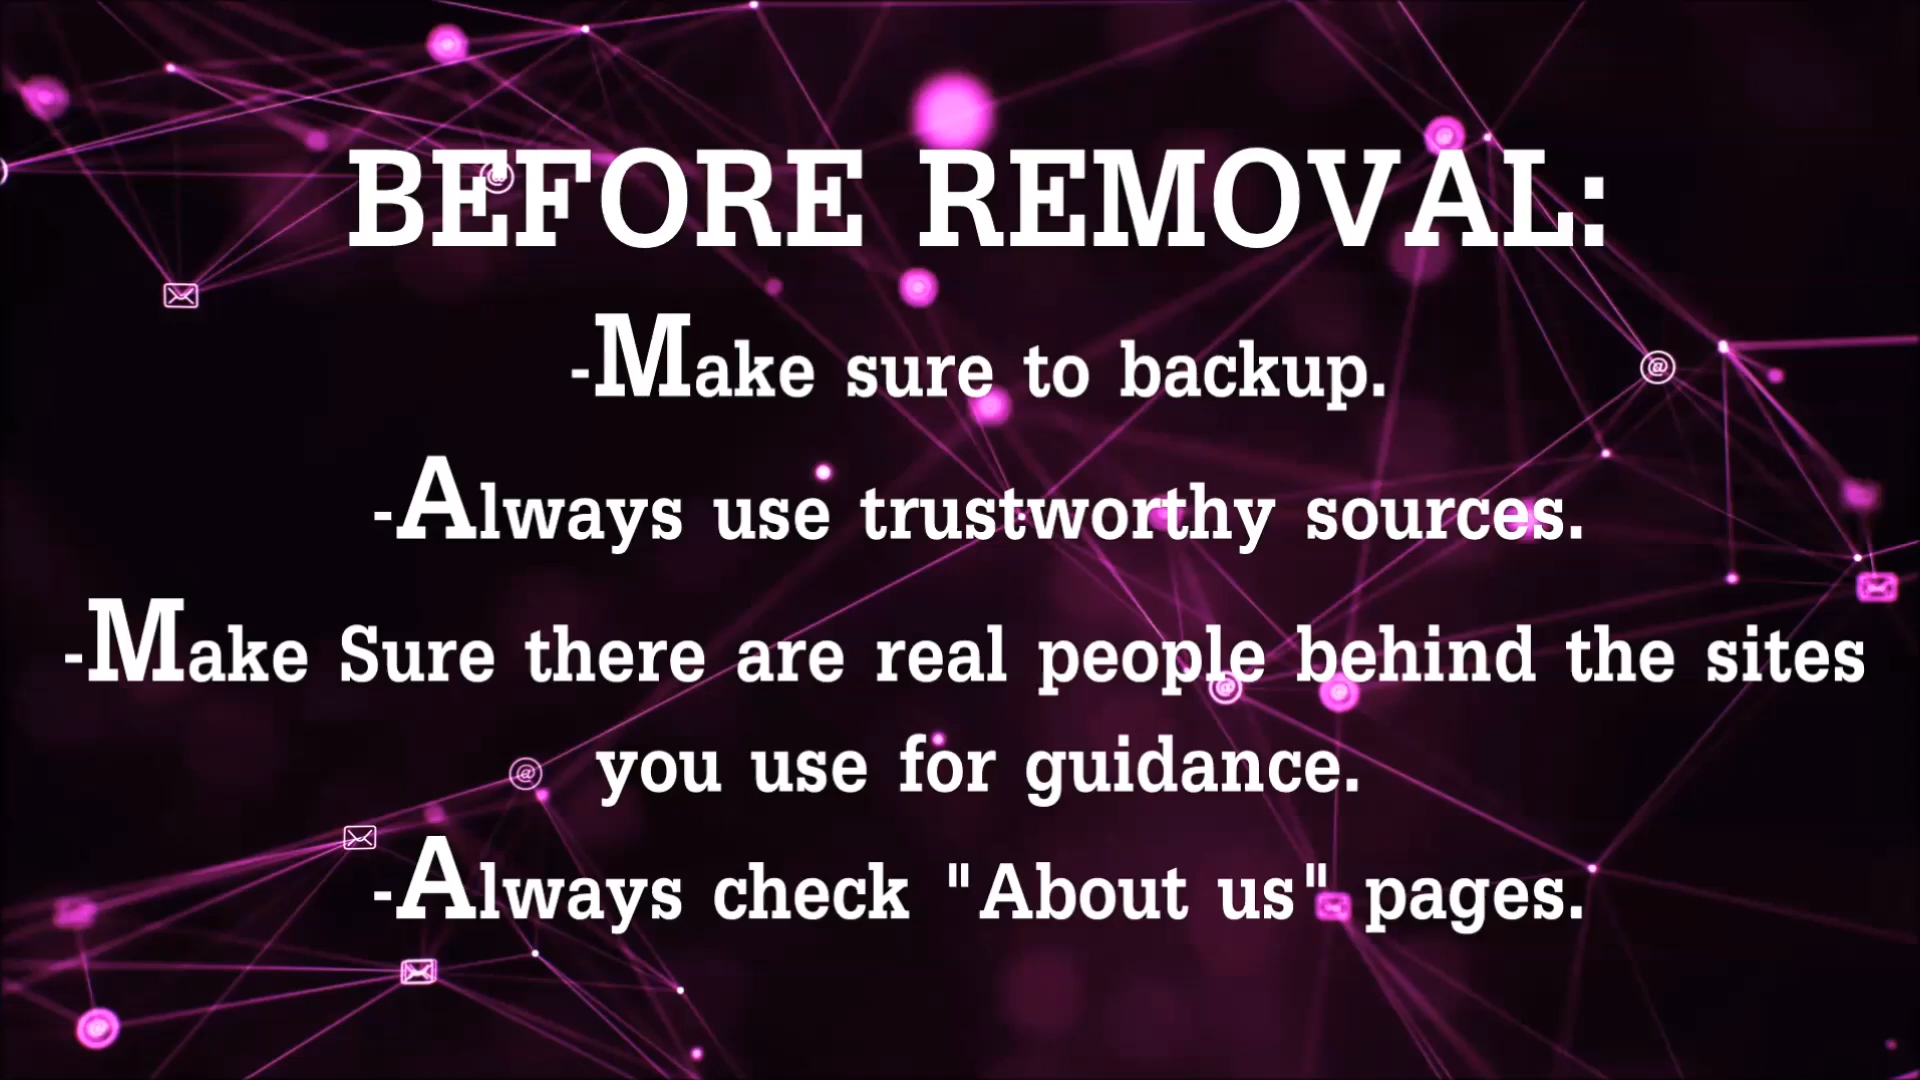 BEFORE REMOVAL:
-Make sure to backup.
-Always use trustworthy sources.
-Make Sure there are real people behind the sites
you use for guidance.
-Always check "About us" pages.